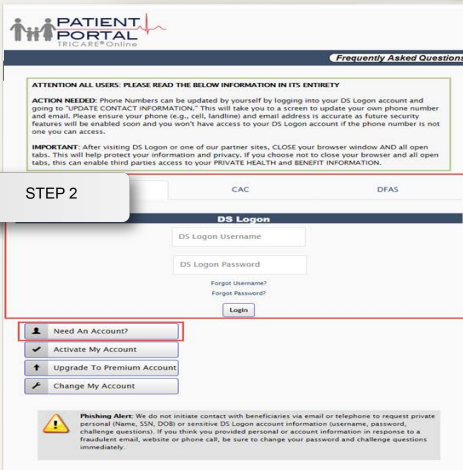 PATIENT
PORTAL
TRICARE®Online
Frequently Asked Questions
ATTENTION ALL USERS: PLEASE READ THE BELOW INFORMATION IN ITS ENTIRETY
ACTION NEEDED: Phone Numbers can be updated by yourself by logging into your DS Logon account and
going to "UPDATE CONTACT INFORMATION." This will take you to a screen to update your own phone number
and email. Please ensure your phone (e.g., cell, landline) and email address is accurate as future security
features will be enabled soon and you won't have access to your DS Logon account if the phone number is not
one you can access.
IMPORTANT: After visiting DS Logon or one of our partner sites, CLOSE your browser window AND all open
tabs. This will help protect your information and privacy. If you choose not to close your browser and all open
tabs, this can enable third parties access to your PRIVATE HEALTH and BENEFIT INFORMATION.
STEP 2
CAC
DFAS
DS Logon
DS Logon Username
DS Logon Password
Forgot Username?
Forgot Password?
Login
Need An Account?
Activate My Account
Upgrade To Premium Account
Change My Account
Phishing Alert: We do not initiate contact with beneficiaries via email or telephone to request private
personal (Name, SSN, DOB) or sensitive DS Logon account information (username, password,
challenge questions). If you think you provided personal or account information in response to a
fraudulent email, website or phone call, be sure to change your password and challenge questions
immediately.